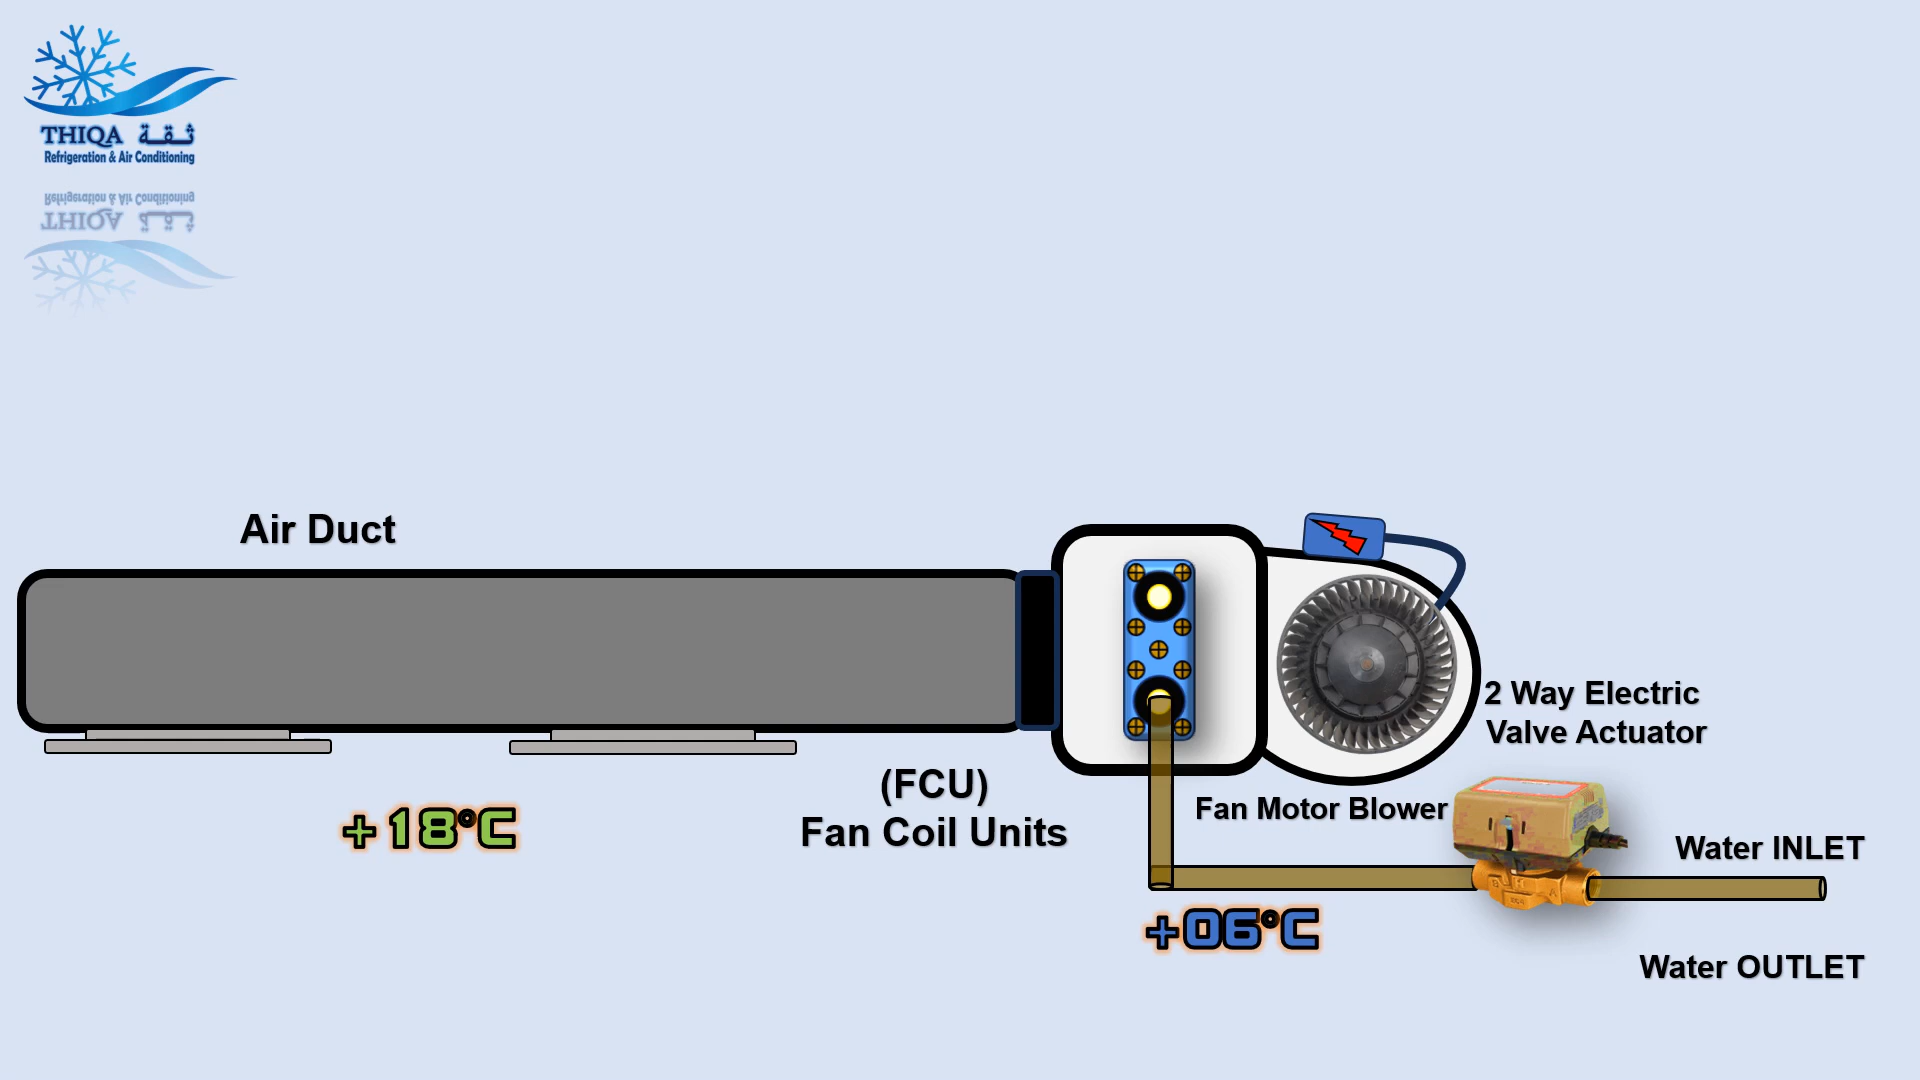 THIQA ثقة
Refrigeration & Air Conditioning
Air Duct
2 Way Electric
Valve Actuator
(FCU)
Fan Coil Units
Fan Motor Blower
+18°C
Water INLET
+06°C
Water OUTLET